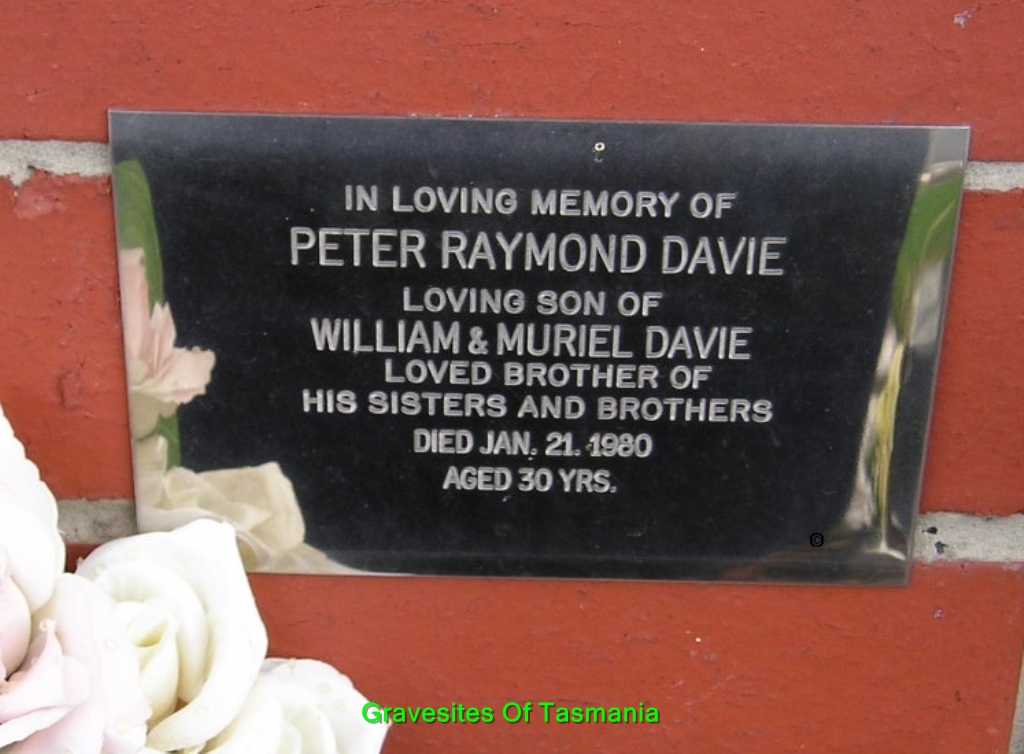 IN LOVING MEMORY OF
PETER RAYMOND DAVIE
LOVING SON OF
WILLIAM & MURIEL DAVIE
LOVED BROTHER OF
HIS SISTERS AND BROTHERS
DIED JAN. 21. 1980
AGED 30 YRS.
©
Gravesites Of Tasmania